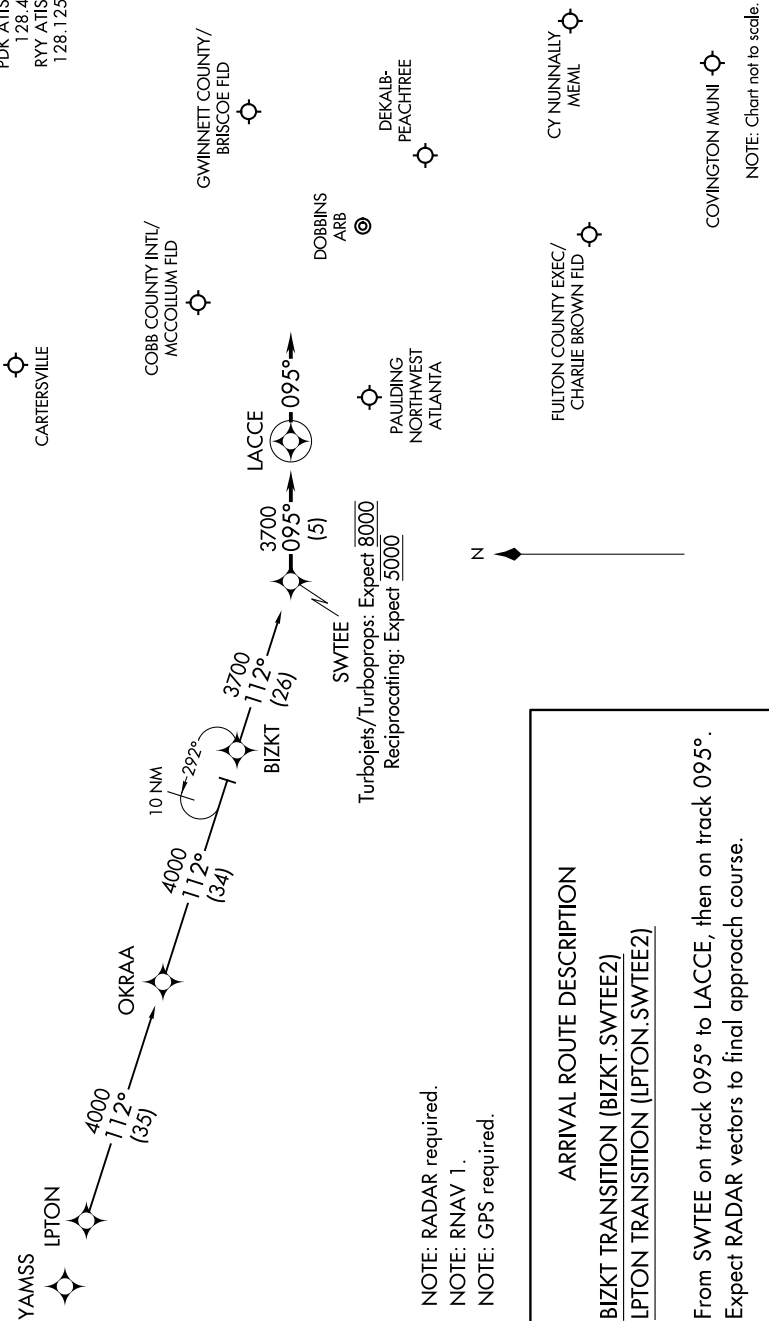 PDK ATIS
128.4
RYY ATIS
128.125
CARTERSVILLE
GWINNETT COUNTY/
BRISCOE FLD
COBB COUNTY INTL/
MCCOLLUM FLD
DOBBINS
ARB
DEKALB-
PEACHTREE
PAULDING
NORTHWEST
ATLANTA
CY NUNNALLY
MEML
FULTON COUNTY EXEC/
CHARLIE BROWN FLD
COVINGTON MUNI
NOTE: Chart not to scale.
YAMSS
LPTON
4000
112°
(35)
OKRAA
4000
112°
(34)
10 NM
292°
BIZKT
3700
112°
(26)
SWTEE
Turbojets/Turboprops: Expect 8000
Reciprocating: Expect 5000
3700
095°
(5)
LACCE
095°
N
NOTE: RADAR required.
NOTE: RNAV 1.
NOTE: GPS required.
ARRIVAL ROUTE DESCRIPTION
BIZKT TRANSITION (BIZKT.SWTEE2)
LPTON TRANSITION (LPTON.SWTEE2)
From SWTEE on track 095° to LACCE, then on track 095°.
Expect RADAR vectors to final approach course.